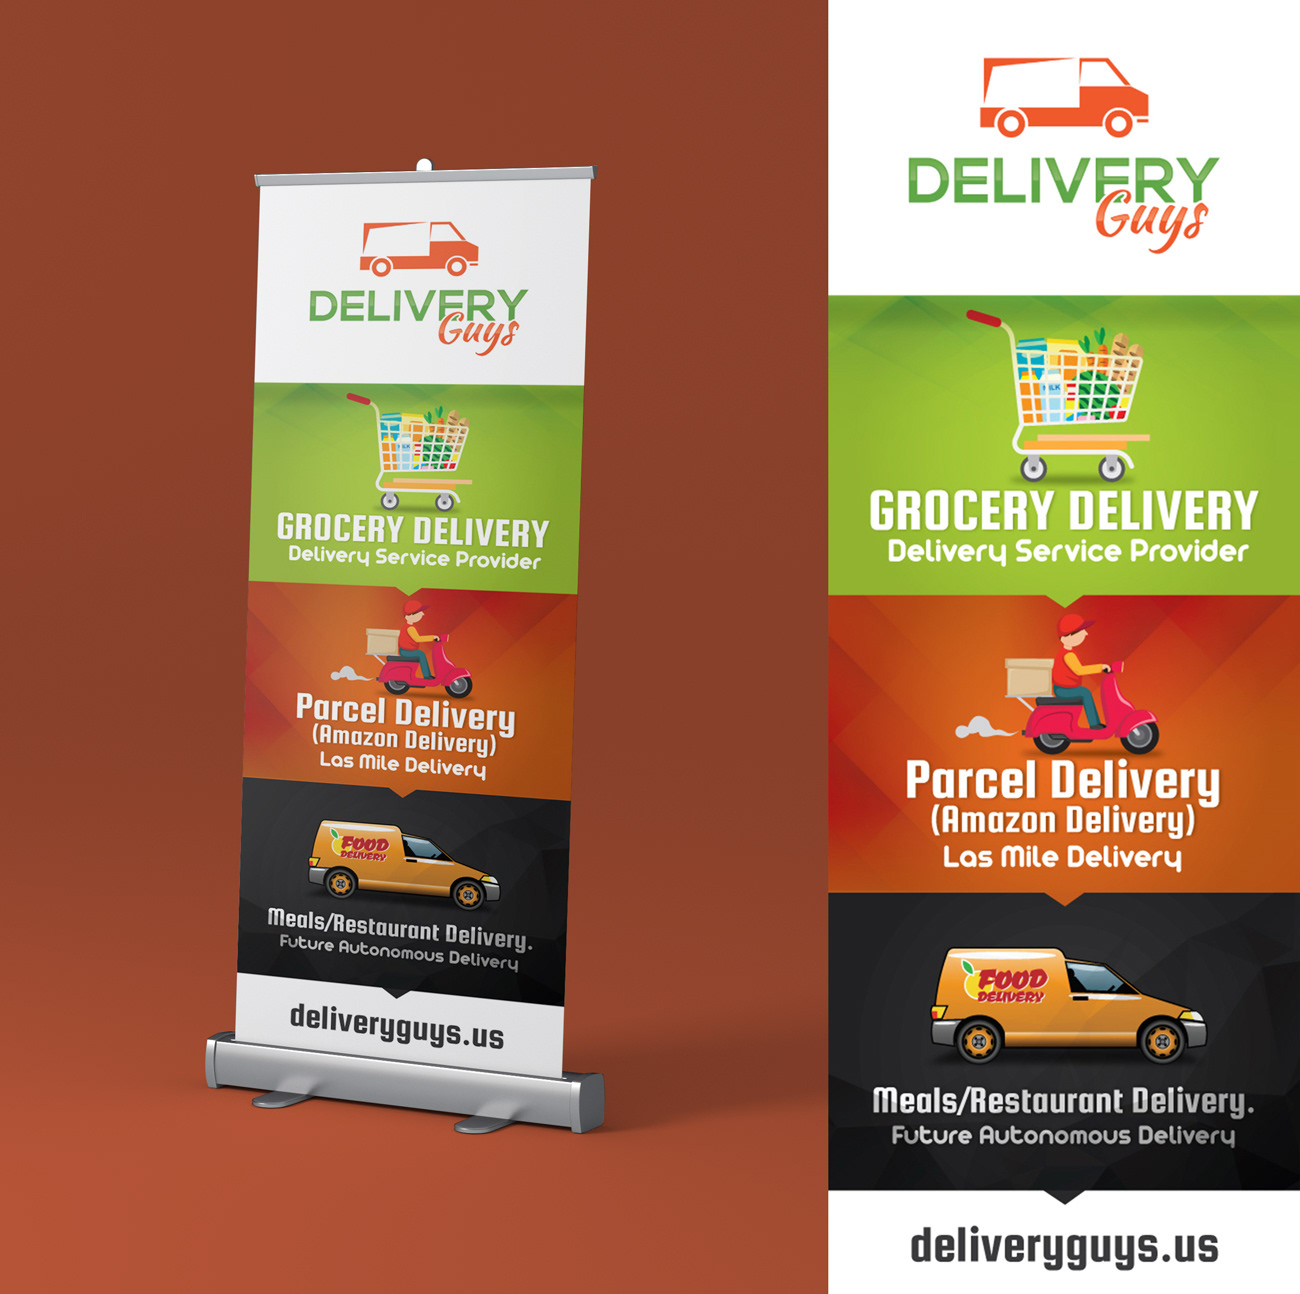 DELIVERY
Guys
GROCERY DELIVERY
Delivery Service Provider
Parcel Delivery
(Amazon Delivery)
Las Mile Delivery
FOOD
DELIVERY
Meals/Restaurant Delivery.
Future Autonomous Delivery
deliveryguys.us
DELIVERY
Guys
MILK
GROCERY DELIVERY
Delivery Service Provider
Parcel Delivery
(Amazon Delivery)
Las Mile Delivery
FOOD
DELIVERY
Meals/Restaurant Delivery.
Future Autonomous Delivery
deliveryguys.us